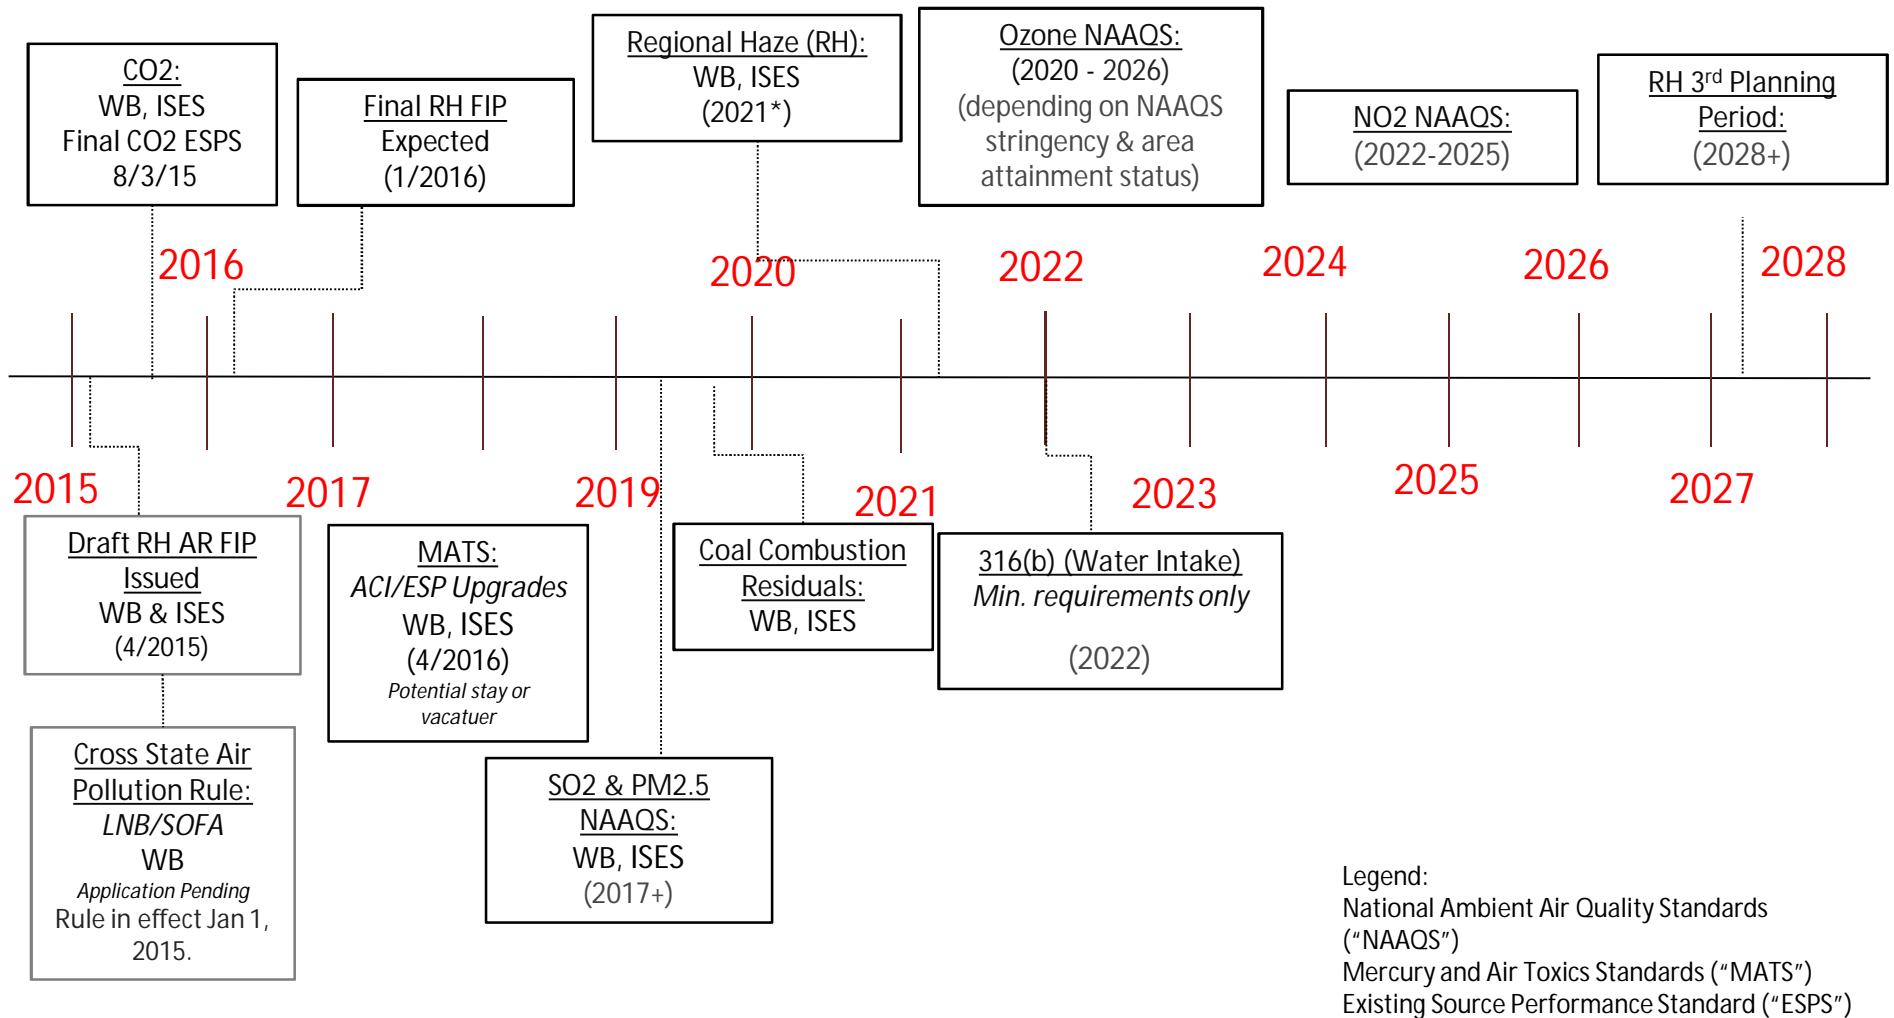 CO2:
WB, ISES
Final CO2 ESPS
8/3/15
Final RH FIP
Expected
(1/2016)
Regional Haze (RH):
WB, ISES
(2021*)
Ozone NAAQS:
(2020 - 2026)
(depending on NAAQS
stringency & area
attainment status)
NO2 NAAQS:
(2022-2025)
RH 3rd Planning
Period:
(2028+)
2016
2020
2022
2024
2026
2028
2015
2017
2019
2021
2023
2025
2027
Draft RH AR FIP
Issued
WB & ISES
(4/2015)
MATS:
ACI/ESP Upgrades
WB, ISES
(4/2016)
Potential stay or
vacatuer
Coal Combustion
Residuals:
WB, ISES
316(b) (Water Intake)
Min. requirements only
(2022)
Cross State Air
Pollution Rule:
LNB/SOFA
WB
Application Pending
Rule in effect Jan 1,
2015.
SO2 & PM2.5
NAAQS:
WB, ISES
(2017+)
Legend:
National Ambient Air Quality Standards
(“NAAQS”)
Mercury and Air Toxics Standards (“MATS”)
Existing Source Performance Standard (“ESPS”)